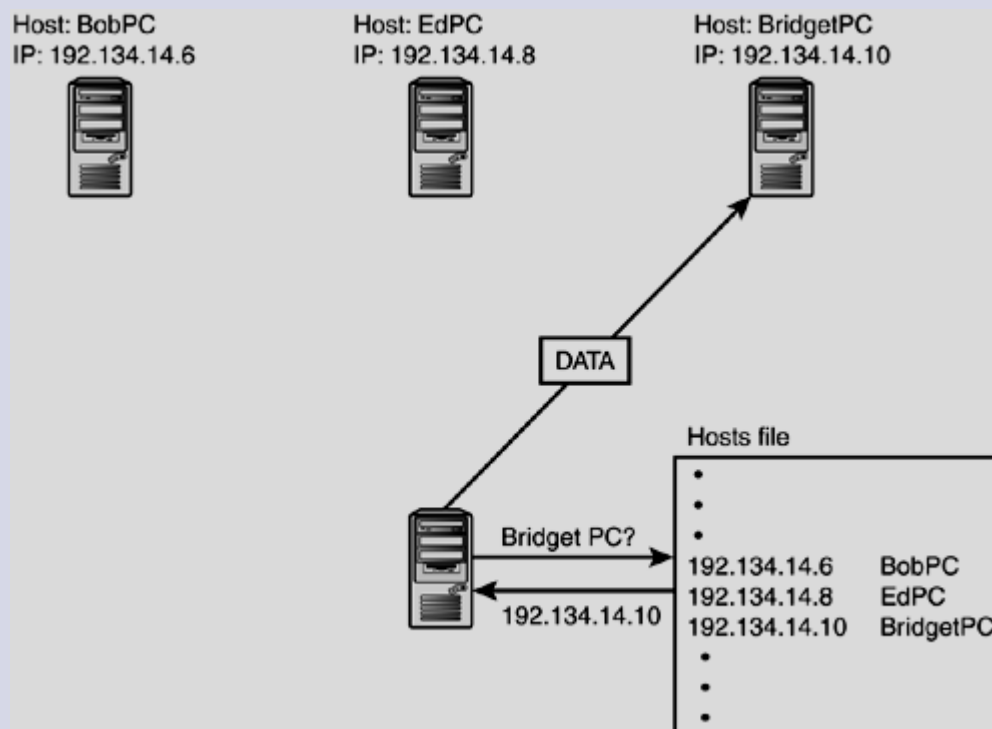 Host: BobPC
IP: 192.134.14.6
Host: EdPC
IP: 192.134.14.8
Host: BridgetPC
IP: 192.134.14.10
DATA
Hosts file
Bridget PC?
192.134.14.10
192.134.14.6 BobPC
192.134.14.8 EdPC
192.134.14.10 BridgetPC